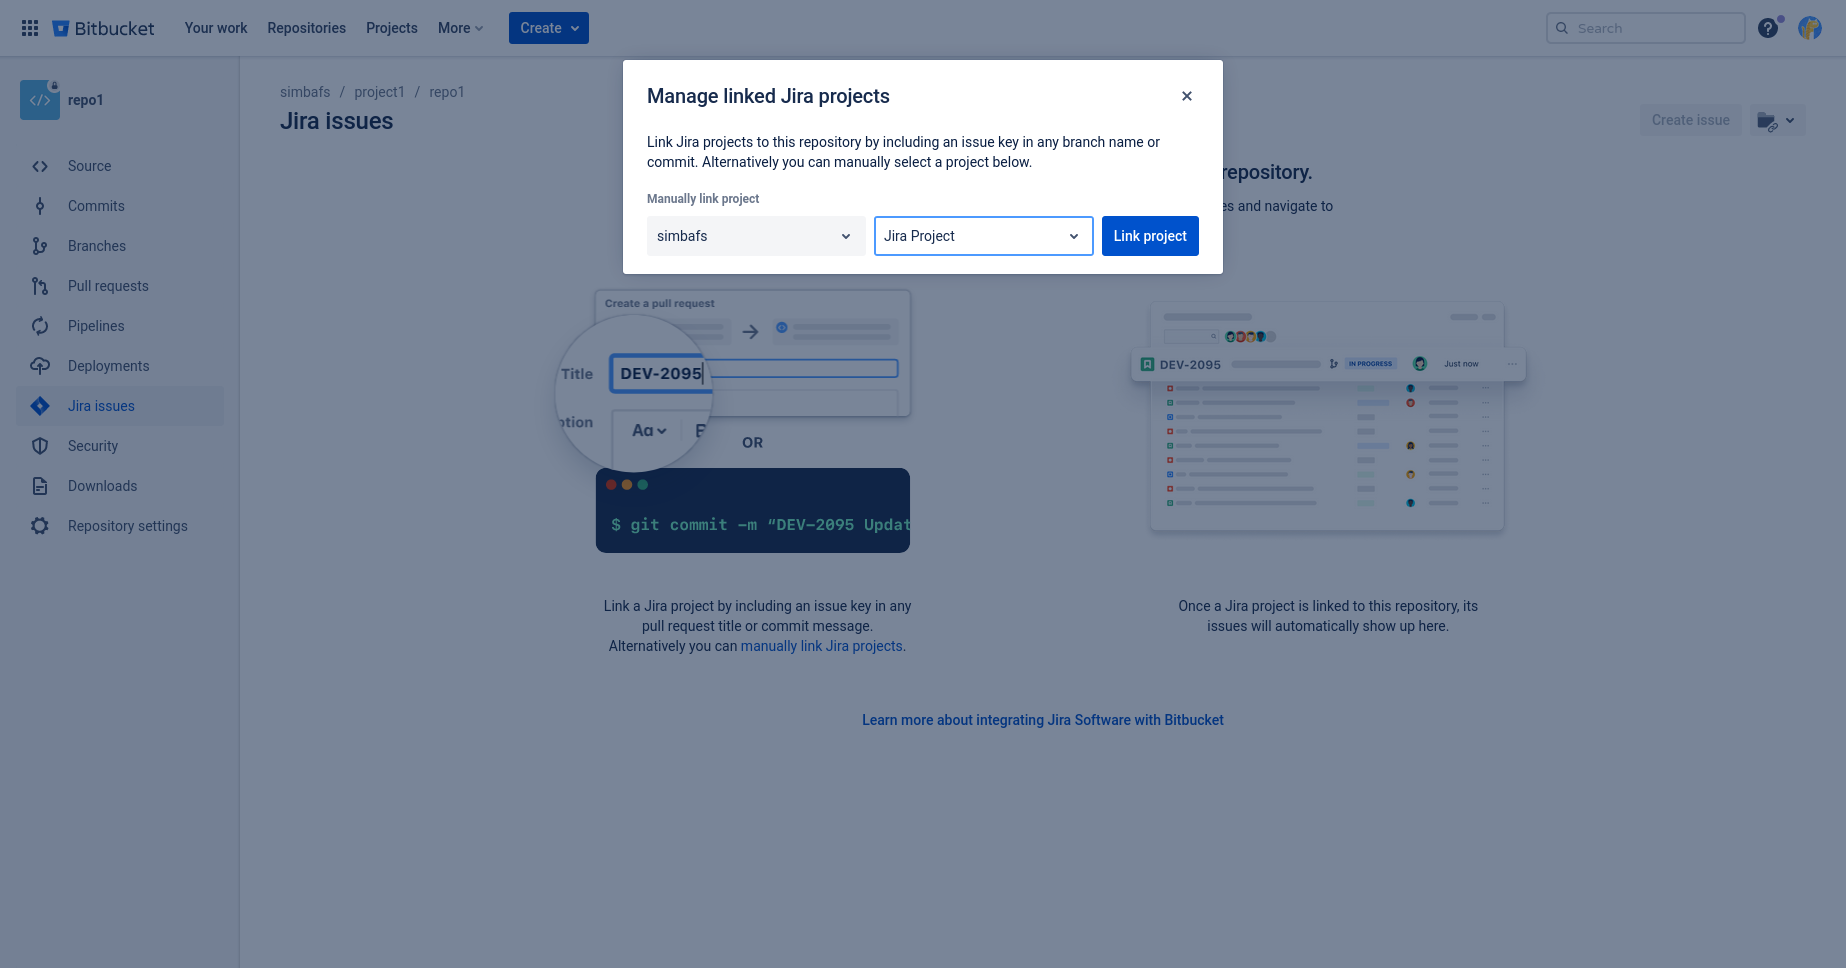 Bitbucket
Your work
Repositories
Projects
More
Create
Search
repo1
Source
Commits
Branches
Pull requests
Pipelines
Deployments
Jira issues
Security
Downloads
Repository settings
simbafs / project1 / repo1
Jira issues
Create issue
Manage linked Jira projects
Link Jira projects to this repository by including an issue key in any branch name or
commit. Alternatively you can manually select a project below.
Manually link project
simbafs
Jira Project
Link project
repository.
es and navigate to
Create a pull request
Title
DEV-2095
ption
Aa
OR
$ git commit -m “DEV-2095 Updat
Link a Jira project by including an issue key in any
pull request title or commit message.
Alternatively you can manually link Jira projects.
DEV-2095
IN PROGRESS
Just now
Once a Jira project is linked to this repository, its
issues will automatically show up here.
Learn more about integrating Jira Software with Bitbucket